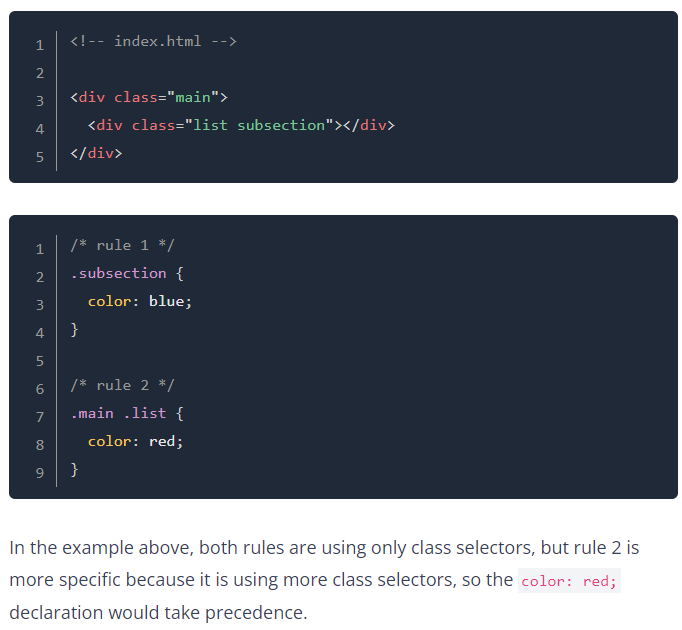 1 <!-- index.html -->
2
3 <div class="main">
4   <div class="list subsection"></div>
5 </div>
1 /* rule 1 */
2 .subsection {
3   color: blue;
4 }
5
6 /* rule 2 */
7 .main .list {
8   color: red;
9 }
In the example above, both rules are using only class selectors, but rule 2 is
more specific because it is using more class selectors, so the color: red;
declaration would take precedence.